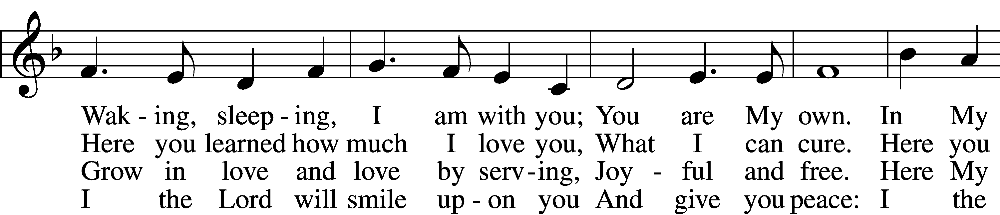 Wak - ing, sleep - ing, I am with you; You are My own. In My
Here you learned how much I love you, What I can cure. Here you
Grow in love and love by serv - ing, Joy - ful and free. Here My
I the Lord will smile up - on you And give you peace: I the